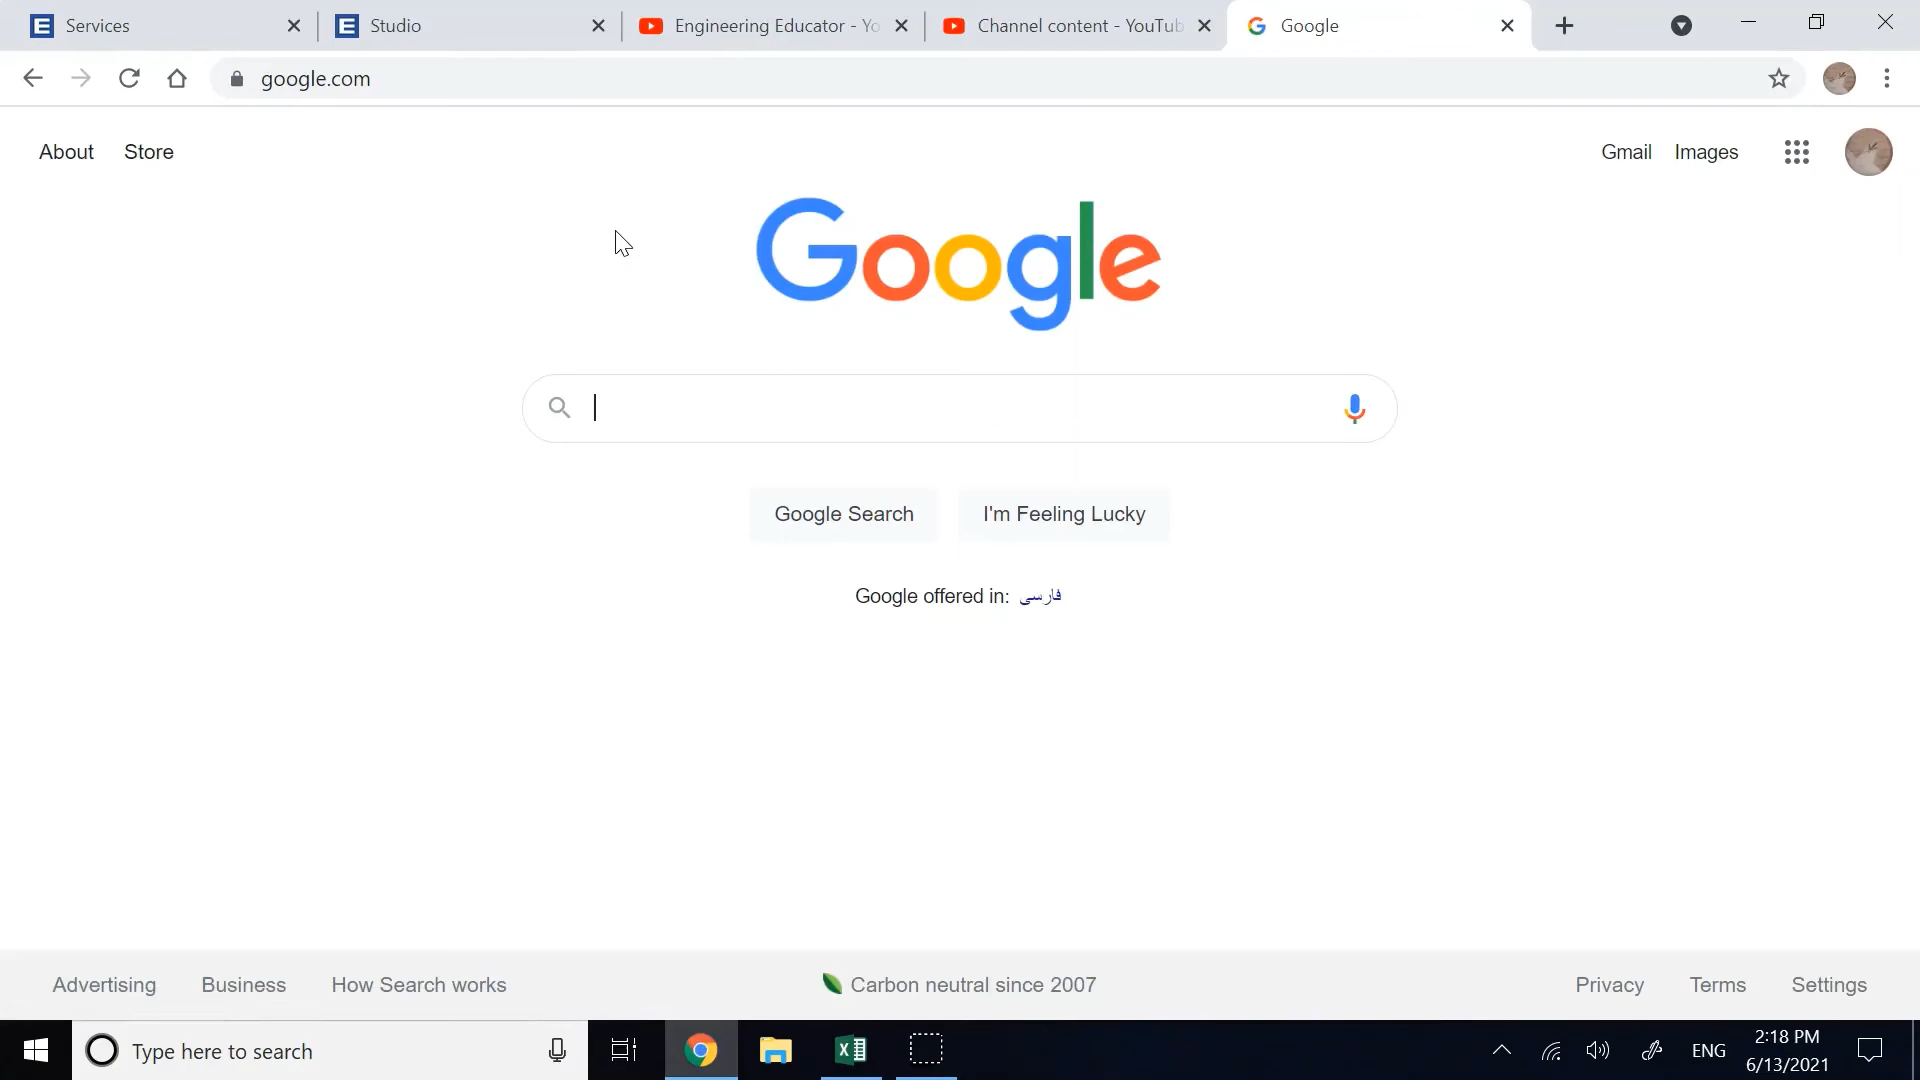 Services
Studio
Engineering Educator - Yo
Channel content - YouTub
Google
google.com
About
Store
Gmail
Images
Google
Google Search
I'm Feeling Lucky
Google offered in: فارسی
Advertising
Business
How Search works
Carbon neutral since 2007
Privacy
Terms
Settings
Type here to search
ENG
2:18 PM
6/13/2021